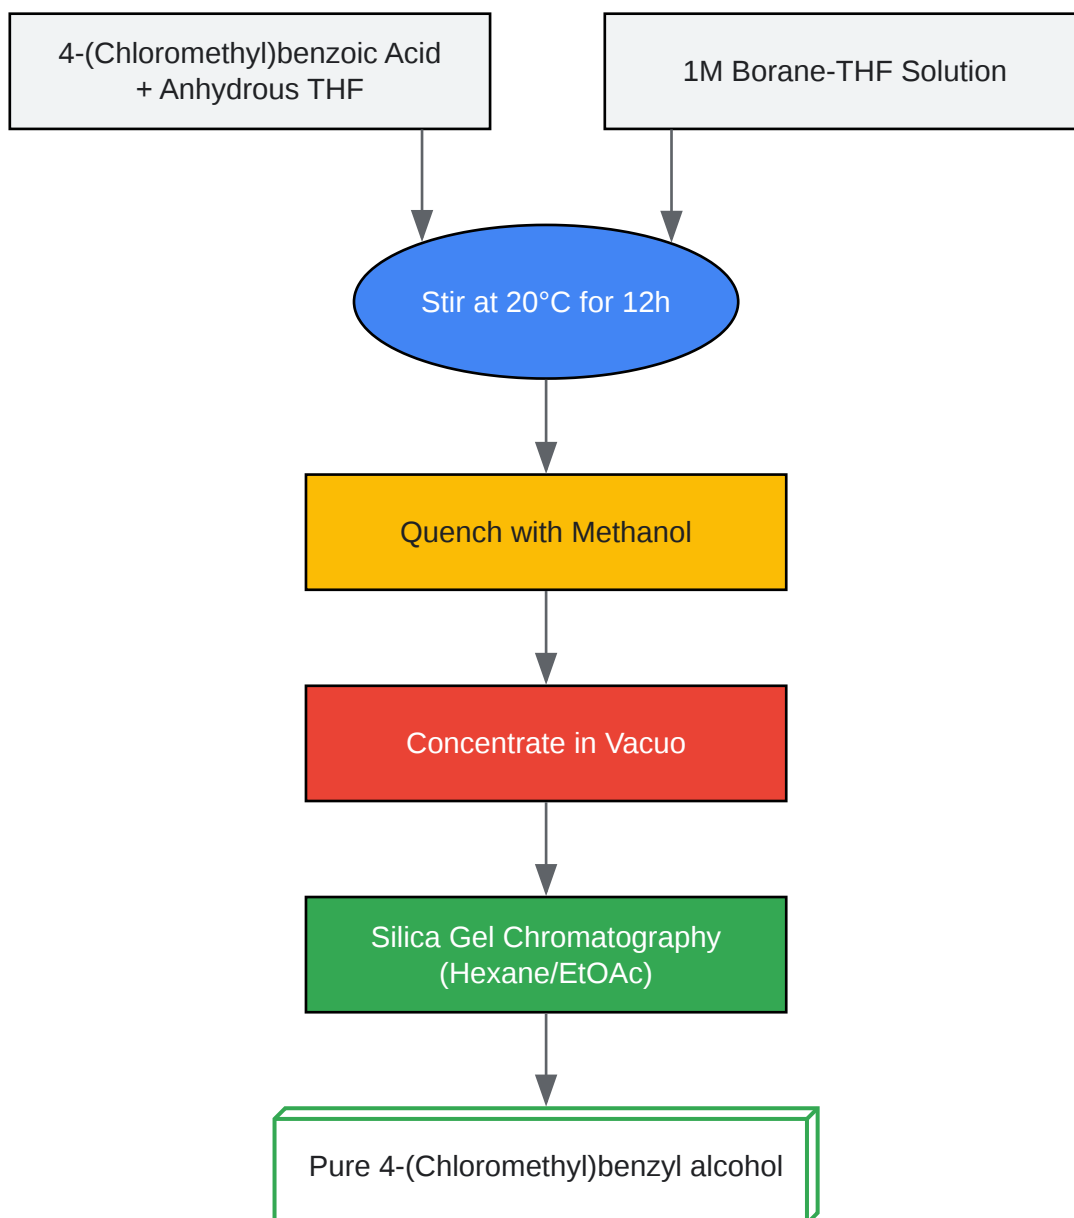 4-(Chloromethyl)benzoic Acid
+ Anhydrous THF
1M Borane-THF Solution
Stir at 20°C for 12h
Quench with Methanol
Concentrate in Vacuo
Silica Gel Chromatography
(Hexane/EtOAc)
Pure 4-(Chloromethyl)benzyl alcohol